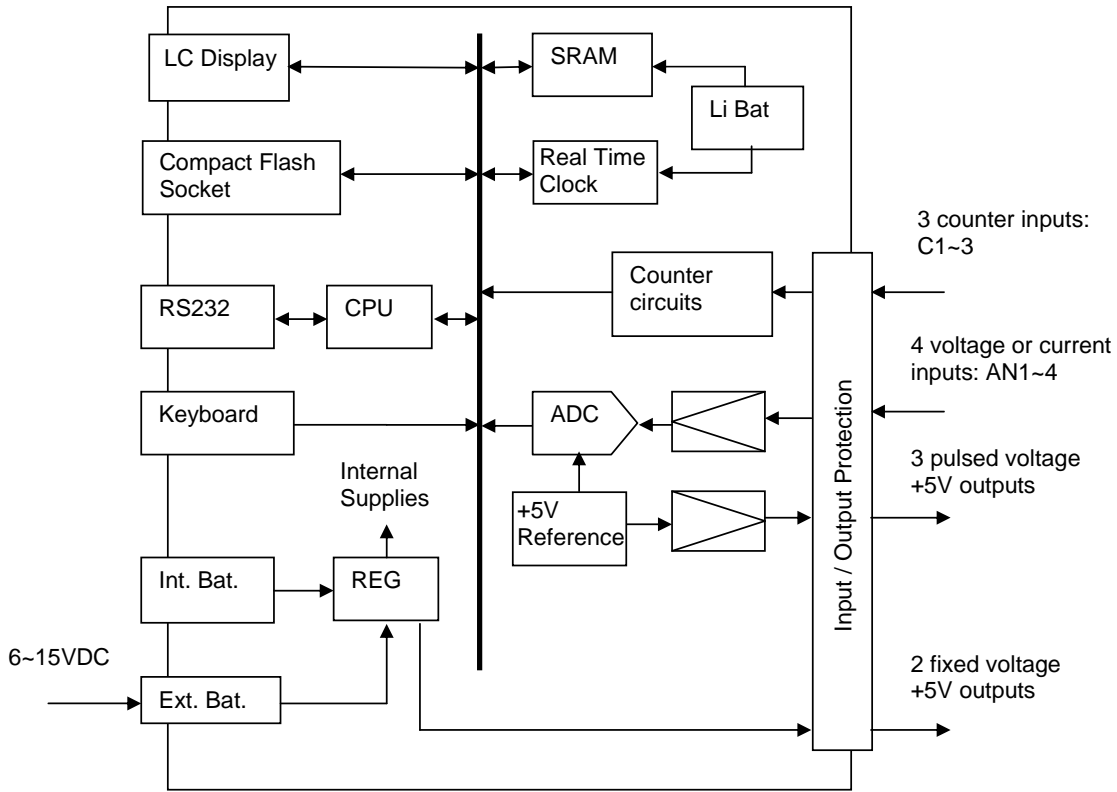 LC Display
SRAM
Li Bat
Compact Flash
Socket
Real Time
Clock
3 counter inputs:
C1~3
Counter
circuits
RS232
CPU
4 voltage or current
inputs: AN1~4
Keyboard
ADC
Input / Output Protection
3 pulsed voltage
+5V outputs
Internal
Supplies
+5V
Reference
Int. Bat.
REG
6~15VDC
Ext. Bat.
2 fixed voltage
+5V outputs